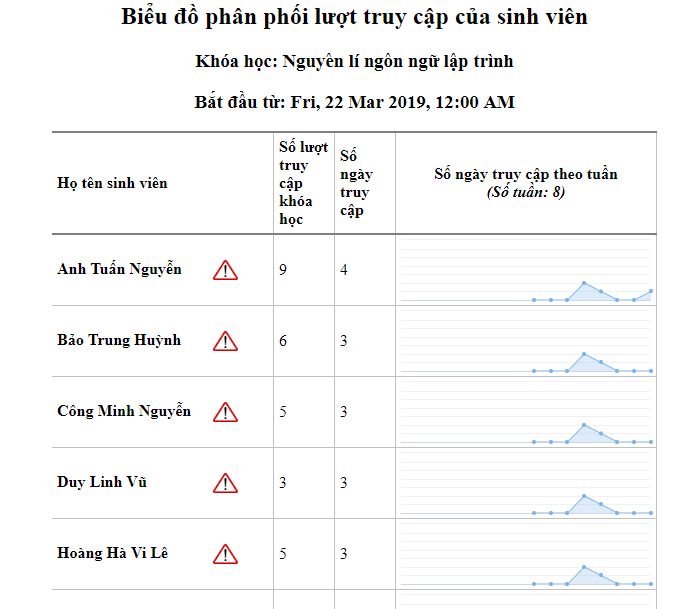 Biểu đồ phân phối lượt truy cập của sinh viên
Khóa học: Nguyên lí ngôn ngữ lập trình
Bắt đầu từ: Fri, 22 Mar 2019, 12:00 AM
Họ tên sinh viên
Số lượt
truy
cập
khóa
học
Số
ngày
truy
cập
Số ngày truy cập theo tuần
(Số tuần: 8)
Anh Tuấn Nguyễn 9 4
Bảo Trung Huỳnh 6 3
Công Minh Nguyễn 5 3
Duy Linh Vũ 3 3
Hoàng Hà Vi Lê 5 3